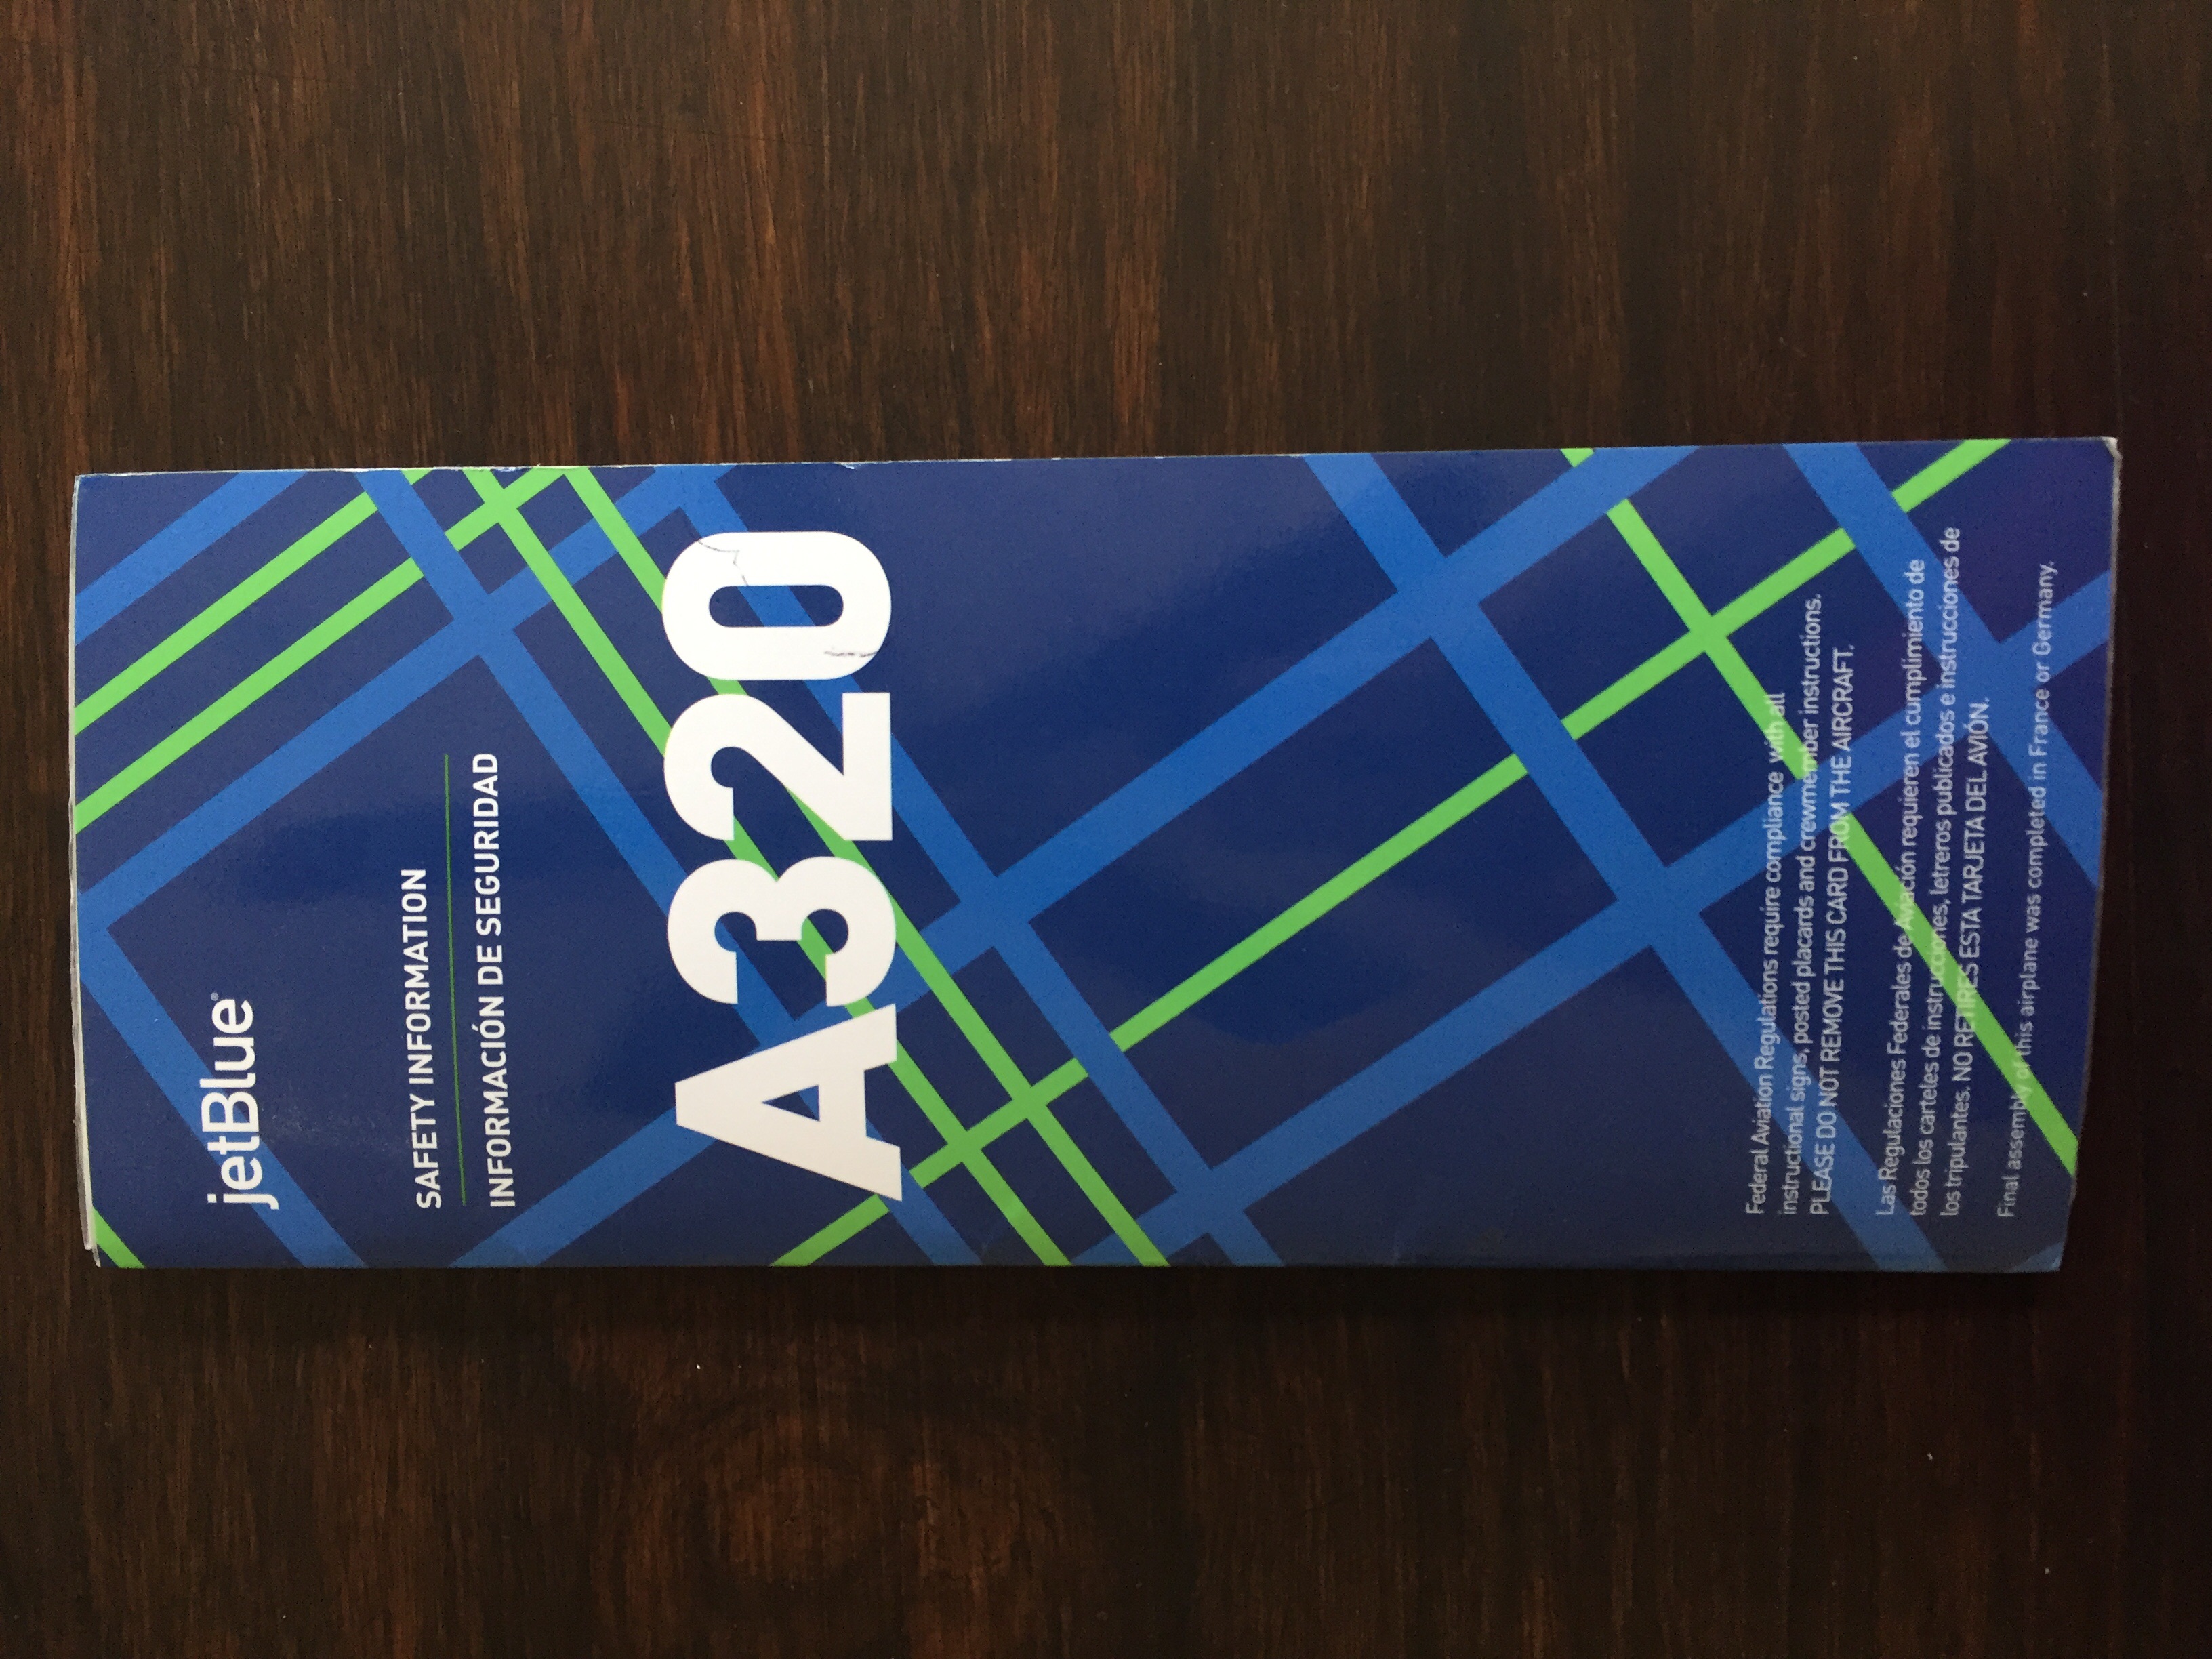 jetBlue®
SAFETY INFORMATION
INFORMACIÓN DE SEGURIDAD
A320
Federal Aviation Regulations require compliance with all
instructional signs, posted placards and crewmember instructions.
PLEASE DO NOT REMOVE THIS CARD FROM THE AIRCRAFT.
Las Regulaciones Federales de Aviación requieren el cumplimiento de
todos los carteles de instrucciones, letreros publicados e instrucciones de
los tripulantes. NO RETIRES ESTA TARJETA DEL AVIÓN.
Final assembly of this airplane was completed in France or Germany.